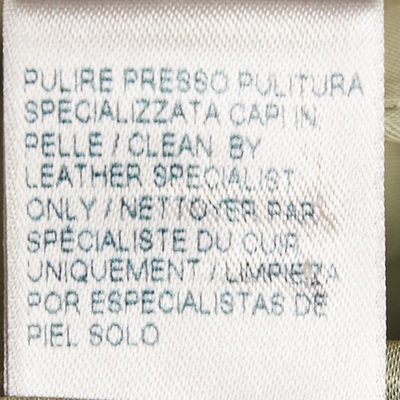 PULIRE PRESSO PULITURA
SPECIALIZZATA CAPI IN
PELLE / CLEAN BY
LEATHER SPECIALIST
ONLY / NETTOYER PAR
SPÉCIALISTE DU CUIR
UNIQUEMENT / LIMPIEZA
POR ESPECIALISTAS DE
PIEL SOLO